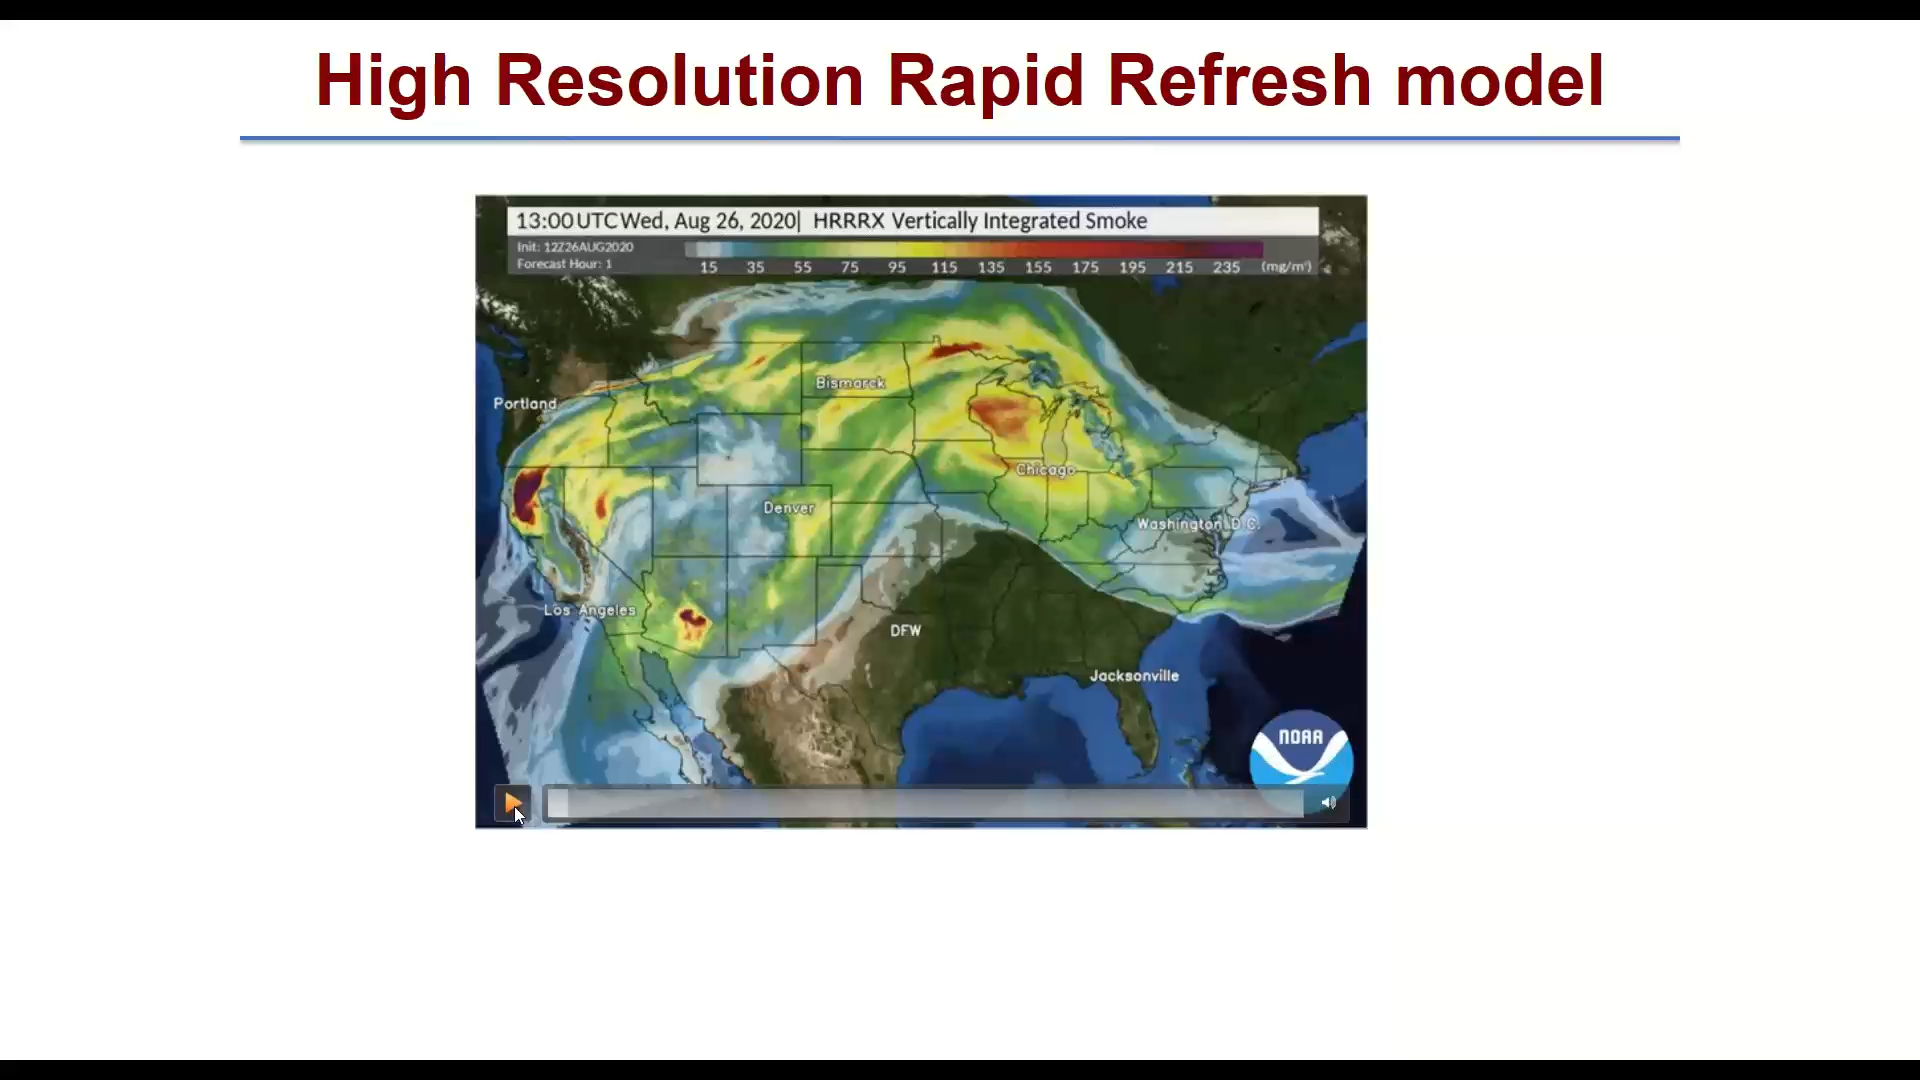 High Resolution Rapid Refresh model
13:00 UTC Wed, Aug 26, 2020| HRRRX Vertically Integrated Smoke
Init: 12Z26AUG2020
Forecast Hour: 1
15 35 55 75 95 115 135 155 175 195 215 235 (mg/m²)
Bismarck
Portland
Chicago
Denver
Washington D.C.
Los Angeles
DFW
Jacksonville
NOAA